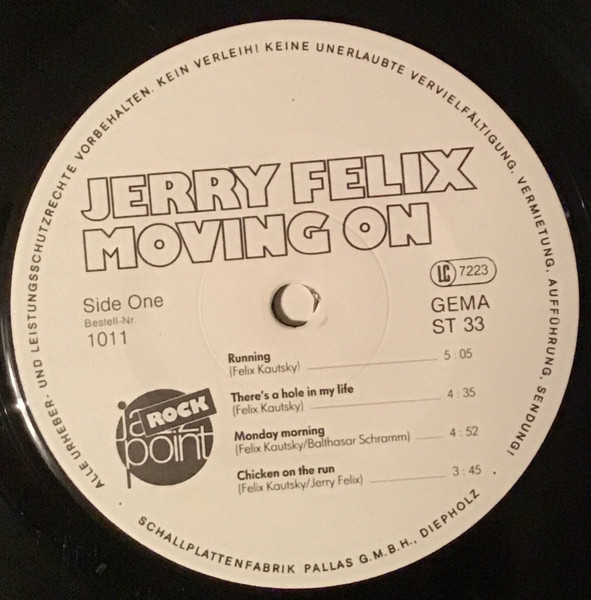 ALLE URHEBER- UND LEISTUNGSSCHUTZRECHTE VORBEHALTEN. KEIN VERLEIH! KEINE UNERLAUBTE VERVIELFÄLTIGUNG, VERMIETUNG, AUFFÜHRUNG, SENDUNG!
JERRY FELIX
MOVING ON
Side One
Bestell-Nr.
1011
LC 7223
GEMA
ST 33
Running 5:05
(Felix Kautsky)
There's a hole in my life 4:35
(Felix Kautsky)
Monday morning 4:52
(Felix Kautsky/Balthasar Schramm)
Chicken on the run 3:45
(Felix Kautsky/Jerry Felix)
ja ROCK
point
SCHALLPLATTENFABRIK PALLAS G.M.B.H., DIEPHOLZ